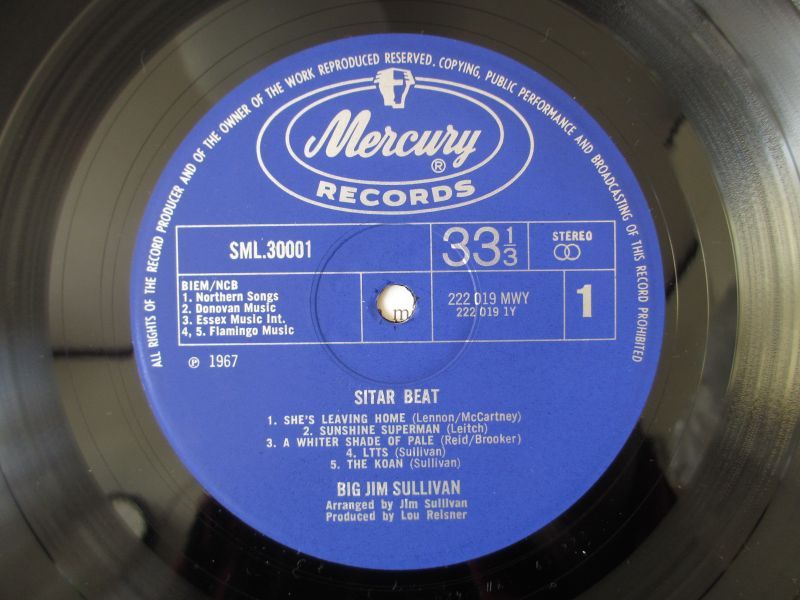 ALL RIGHTS OF THE RECORD PRODUCER AND OF THE OWNER OF THE WORK REPRODUCED RESERVED. COPYING, PUBLIC PERFORMANCE AND BROADCASTING OF THIS RECORD PROHIBITED
Mercury ®
RECORDS
SML.30001
33 1/3
STEREO
BIEM/NCB
1. Northern Songs
2. Donovan Music
3. Essex Music Int.
4, 5. Flamingo Music
222 019 MWY
222 019 1Y
1
m
℗ 1967
SITAR BEAT
1. SHE'S LEAVING HOME (Lennon/McCartney)
2. SUNSHINE SUPERMAN (Leitch)
3. A WHITER SHADE OF PALE (Reid/Brooker)
4. LTTS (Sullivan)
5. THE KOAN (Sullivan)
BIG JIM SULLIVAN
Arranged by Jim Sullivan
Produced by Lou Reisner